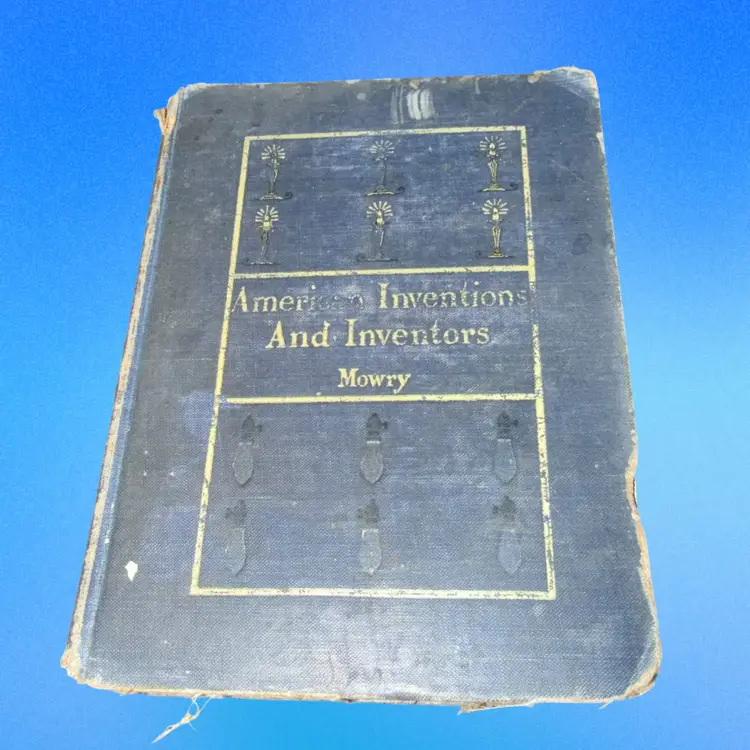 American Inventions
And Inventors
Mowry